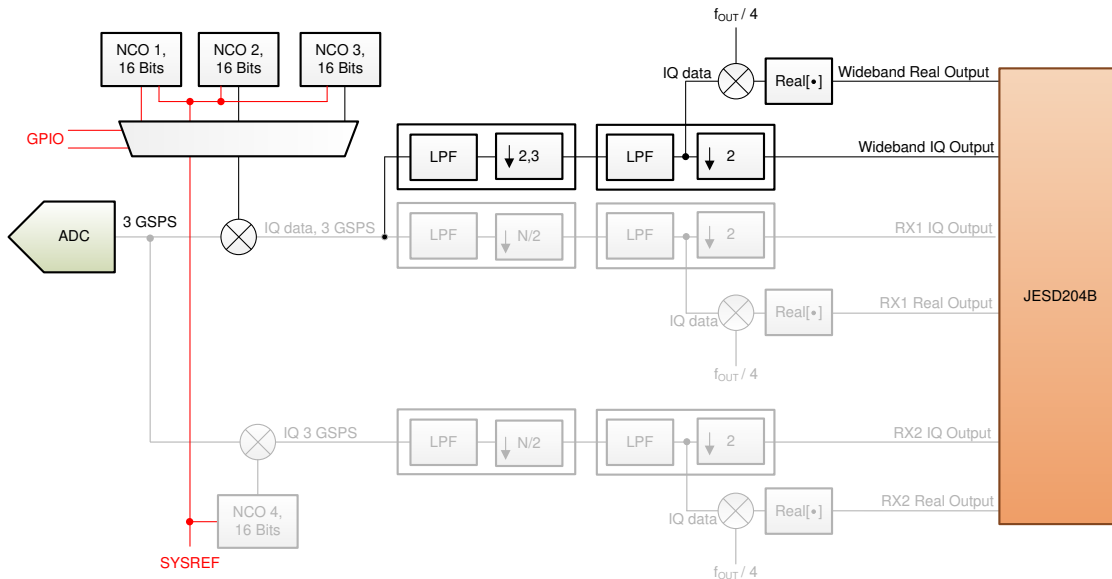 f_OUT / 4
NCO 1,
16 Bits
NCO 2,
16 Bits
NCO 3,
16 Bits
IQ data
Real[•]
Wideband Real Output
GPIO
LPF
2,3
LPF
2
Wideband IQ Output
ADC
3 GSPS
IQ data, 3 GSPS
LPF
N/2
LPF
2
RX1 IQ Output
JESD204B
IQ data
Real[•]
RX1 Real Output
f_OUT / 4
IQ 3 GSPS
LPF
N/2
LPF
2
RX2 IQ Output
NCO 4,
16 Bits
IQ data
Real[•]
RX2 Real Output
SYSREF
f_OUT / 4